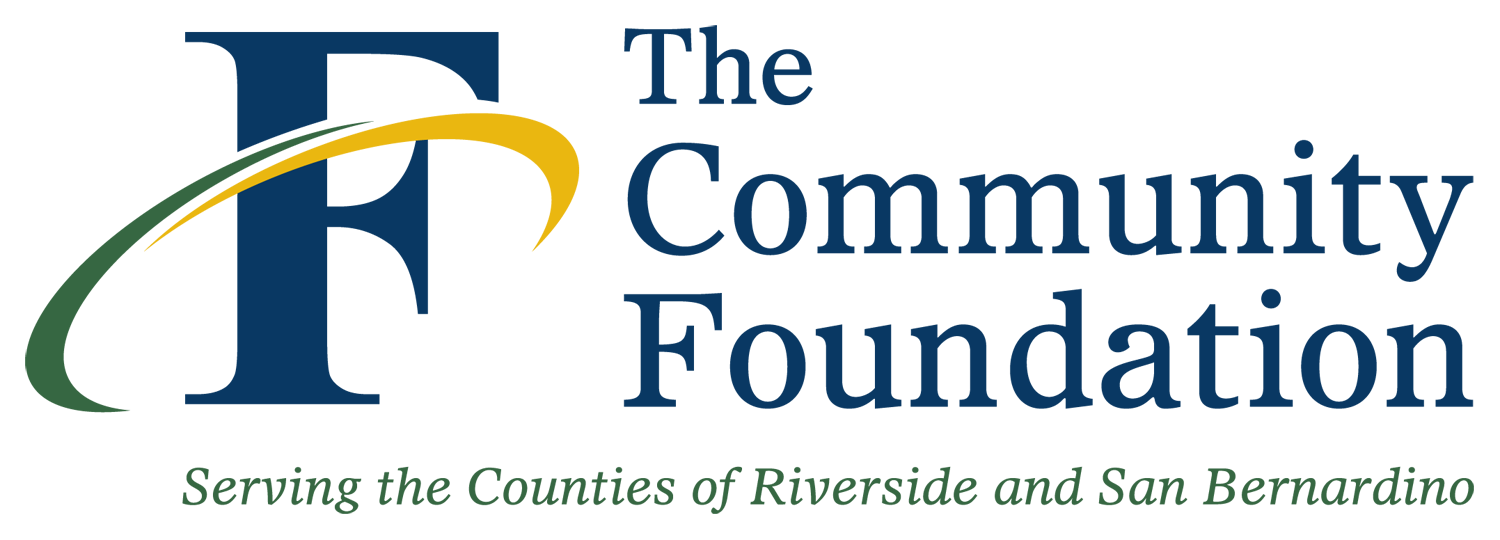 F
The
Community
Foundation
Serving the Counties of Riverside and San Bernardino